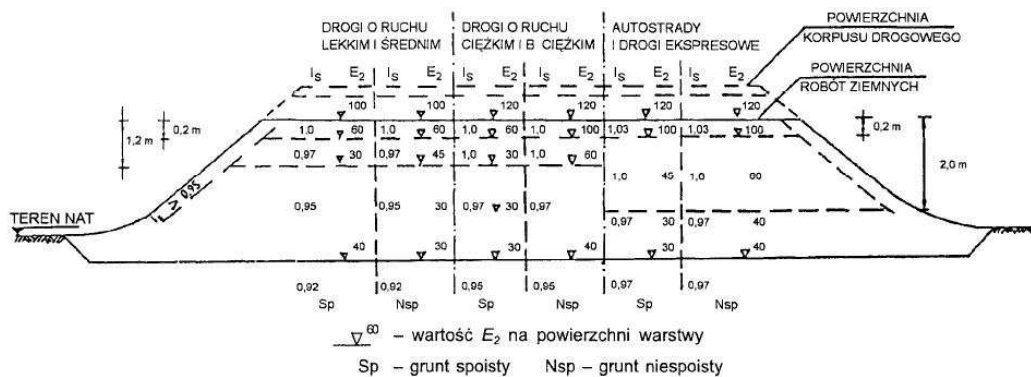 DROGI O RUCHU LEKKIM I ŚREDNIM
DROGI O RUCHU CIĘŻKIM I B CIĘŻKIM
AUTOSTRADY I DROGI EKSPRESOWE
POWIERZCHNIA KORPUSU DROGOWEGO
POWIERZCHNIA ROBÓT ZIEMNYCH
Is E2 Is E2 Is E2 Is E2 Is E2 Is E2
100 100 120 120 120 120
1,2 m 0,2 m 1,0 60 1,0 60 1,0 60 1,0 100 1,03 100 1,03 100 0,2 m
0,97 30 0,97 45 1,0 30 1,0 60
2,0 m
1,0 45 1,0 00
Is ≥ 0,95
0,95 0,95 30 0,97 30 0,97 0,97 30 0,97 40
TEREN NAT
40 40 30 40 30 40
0,92 0,92 0,95 0,95 0,97 0,97
Sp Nsp Sp Nsp Sp Nsp
60 – wartość E2 na powierzchni warstwy
Sp – grunt spoisty Nsp – grunt niespoisty